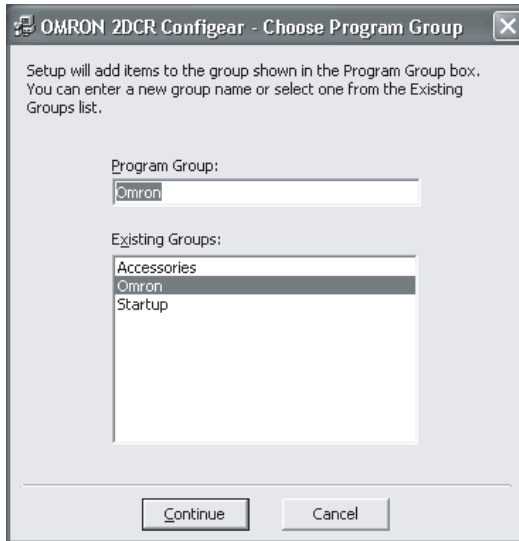 OMRON 2DCR Configear - Choose Program Group
Setup will add items to the group shown in the Program Group box.
You can enter a new group name or select one from the Existing
Groups list.
Program Group:
Omron
Existing Groups:
Accessories
Omron
Startup
Continue
Cancel